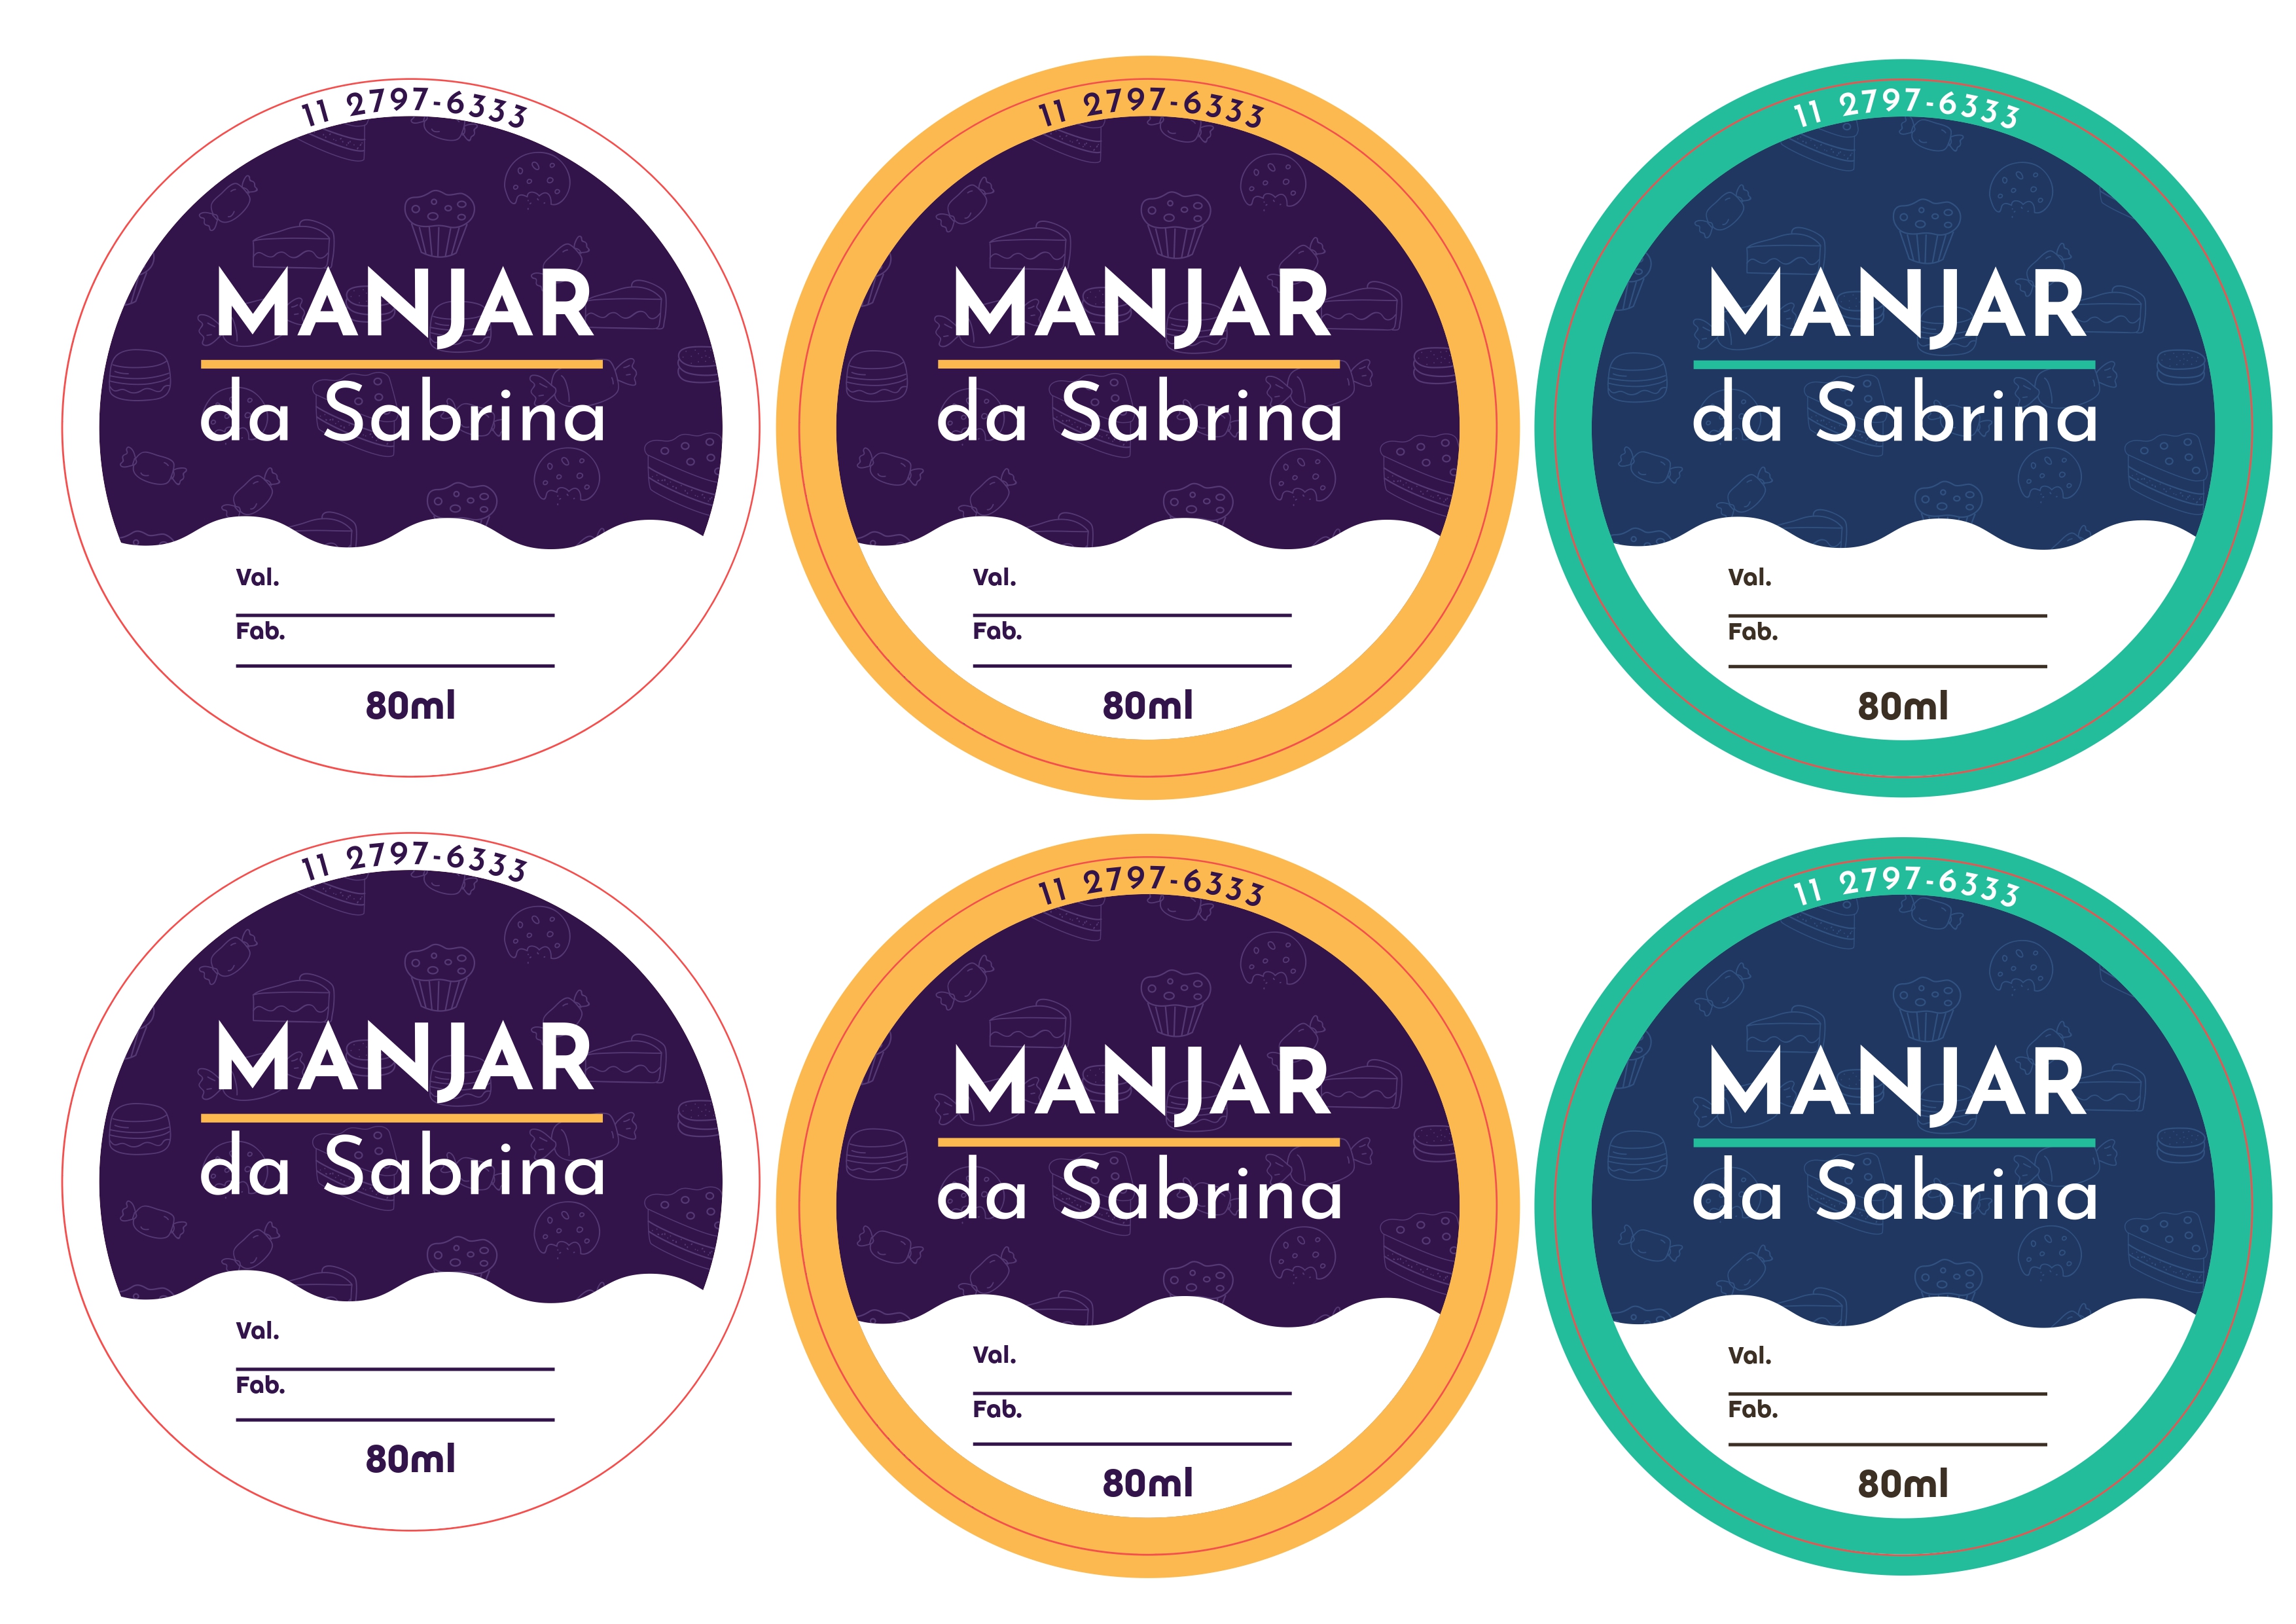 11 2797-6333
MANJAR
da Sabrina
Val.
Fab.
80ml
11 2797-6333
MANJAR
da Sabrina
Val.
Fab.
80ml
11 2797-6333
MANJAR
da Sabrina
Val.
Fab.
80ml
11 2797-6333
MANJAR
da Sabrina
Val.
Fab.
80ml
11 2797-6333
MANJAR
da Sabrina
Val.
Fab.
80ml
11 2797-6333
MANJAR
da Sabrina
Val.
Fab.
80ml